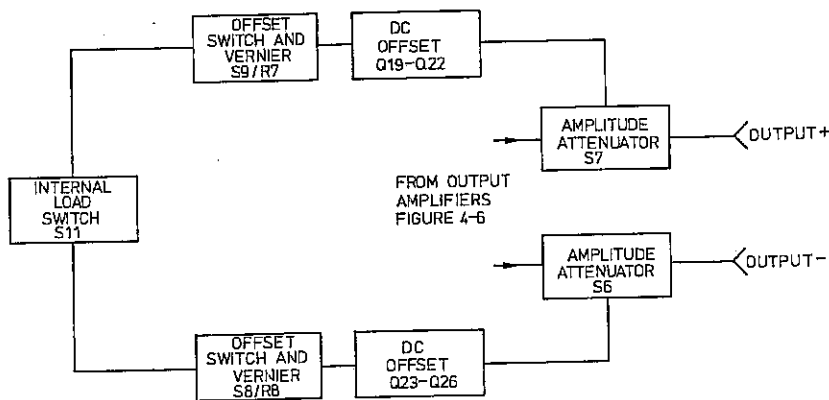 OFFSET
SWITCH AND
VERNIER
S9/R7
DC
OFFSET
Q19-Q22
AMPLITUDE
ATTENUATOR
S7
OUTPUT+
INTERNAL
LOAD
SWITCH
S11
FROM OUTPUT
AMPLIFIERS
FIGURE 4-6
AMPLITUDE
ATTENUATOR
S6
OUTPUT-
OFFSET
SWITCH AND
VERNIER
S8/R8
DC
OFFSET
Q23-Q26